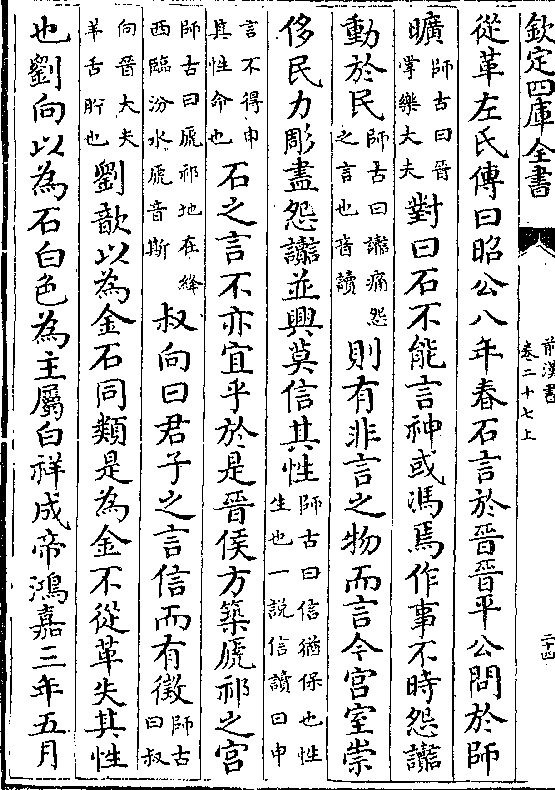 欽定四庫全書
前漢書
卷二十七上
二十四
從革左氏傳曰昭公八年春石言於晉晉平公問於師
曠師古曰晉掌樂大夫對曰石不能言神或馮焉作事不時怨讟
動於民師古曰讟痛怨之言也音讀則有非言之物而言今宮室崇
侈民力彫盡怨讟並興莫信其性師古曰信猶保也性生也一説信讀曰申
言不得申其性命也石之言不亦宜乎於是晉侯方築虒祁之宮
師古曰虒祁地在絳西臨汾水虒音斯叔向曰君子之言信而有徵師古曰叔
向晉大夫羊舌肸也劉歆以為金石同類是為金不從革失其性
也劉向以為石白色為主屬白祥成帝鴻嘉三年五月